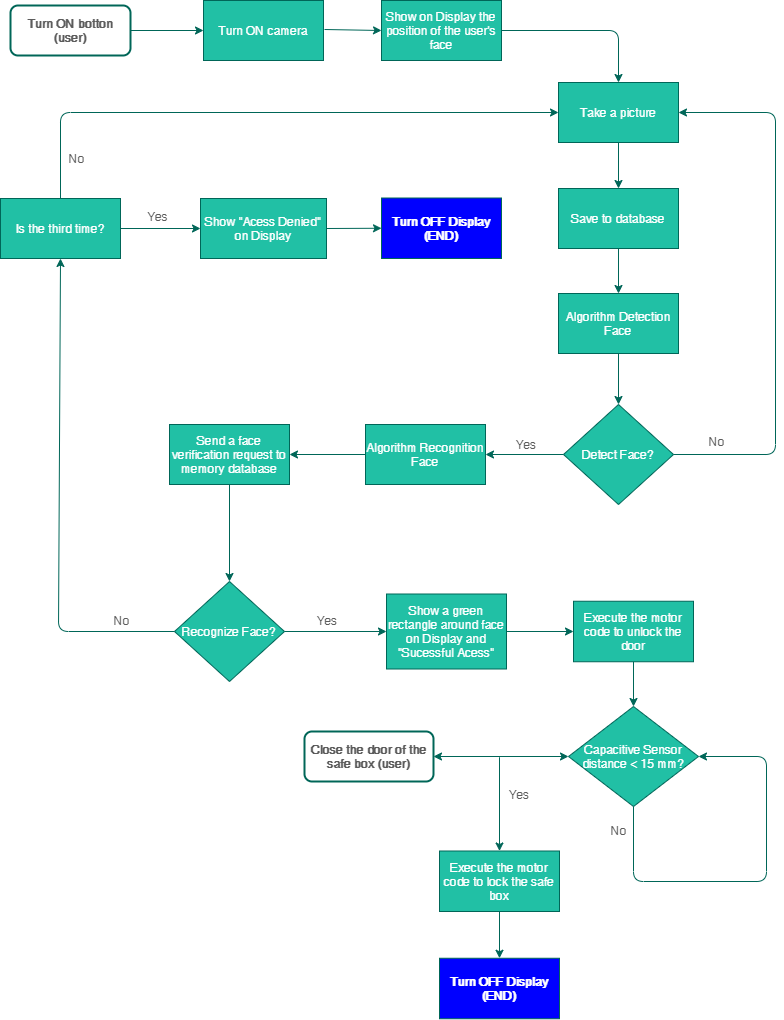 Turn ON botton
(user)
Turn ON camera
Show on Display the
position of the user's
face
Take a picture
No
Is the third time?
Yes
Show "Acess Denied"
on Display
Turn OFF Display
(END)
Save to database
Algorithm Detection
Face
Detect Face?
No
Yes
Algorithm Recognition
Face
Send a face
verification request to
memory database
Recognize Face?
No
Yes
Show a green
rectangle around face
on Display and
"Sucessful Acess"
Execute the motor
code to unlock the
door
Capacitive Sensor
distance < 15 mm?
Close the door of the
safe box (user)
Yes
No
Execute the motor
code to lock the safe
box
Turn OFF Display
(END)